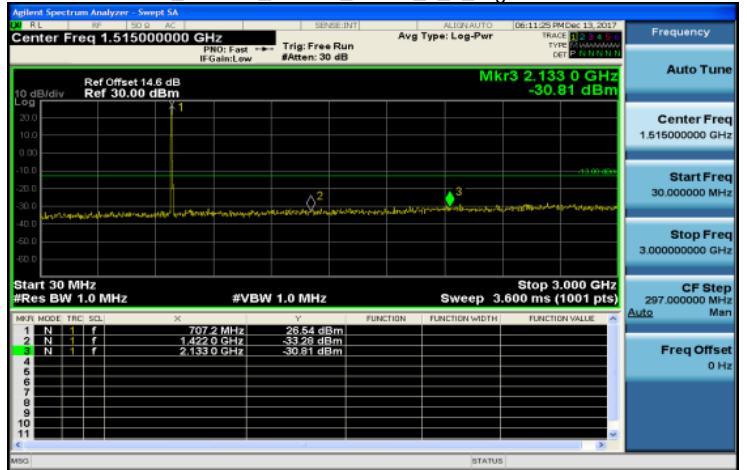 Agilent Spectrum Analyzer - Swept SA
RL RF 50 Ω AC SENSE:INT ALIGNAUTO 06:11:25 PM Dec 13, 2017
Center Freq 1.515000000 GHz
PNO: Fast
IFGain:Low
Trig: Free Run
#Atten: 30 dB
Avg Type: Log-Pwr
TRACE 1 2 3 4 5 6
TYPE M
DET P N N N N N
Ref Offset 14.6 dB
Ref 30.00 dBm
10 dB/div
Log
Mkr3 2.133 0 GHz
-30.81 dBm
20.0
10.0
0.00
-10.0
-20.0
-30.0
-40.0
-50.0
-60.0
1
2
3
-13.00 dBm
Start 30 MHz
#Res BW 1.0 MHz
#VBW 1.0 MHz
Stop 3.000 GHz
Sweep 3.600 ms (1001 pts)
MKR MODE TRC SCL X Y FUNCTION FUNCTION WIDTH FUNCTION VALUE
1 N 1 f 707.2 MHz 26.54 dBm
2 N 1 f 1.422 0 GHz -33.28 dBm
3 N 1 f 2.133 0 GHz -30.81 dBm
4
5
6
7
8
9
10
11
MSG
STATUS
Frequency
Auto Tune
Center Freq
1.515000000 GHz
Start Freq
30.000000 MHz
Stop Freq
3.000000000 GHz
CF Step
297.000000 MHz
Auto Man
Freq Offset
0 Hz